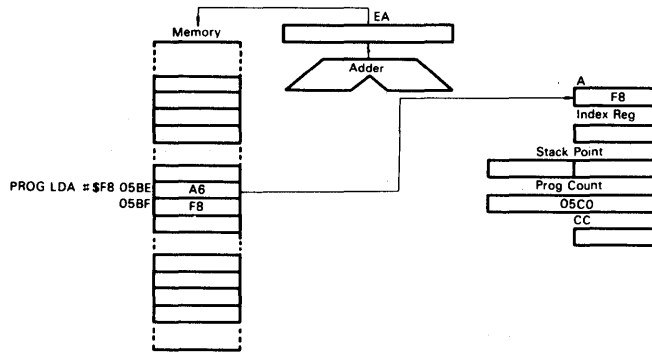 EA
Memory
Adder
A
F8
Index Reg
Stack Point
PROG LDA #$F8 05BE A6
Prog Count
05BF F8
05C0
CC